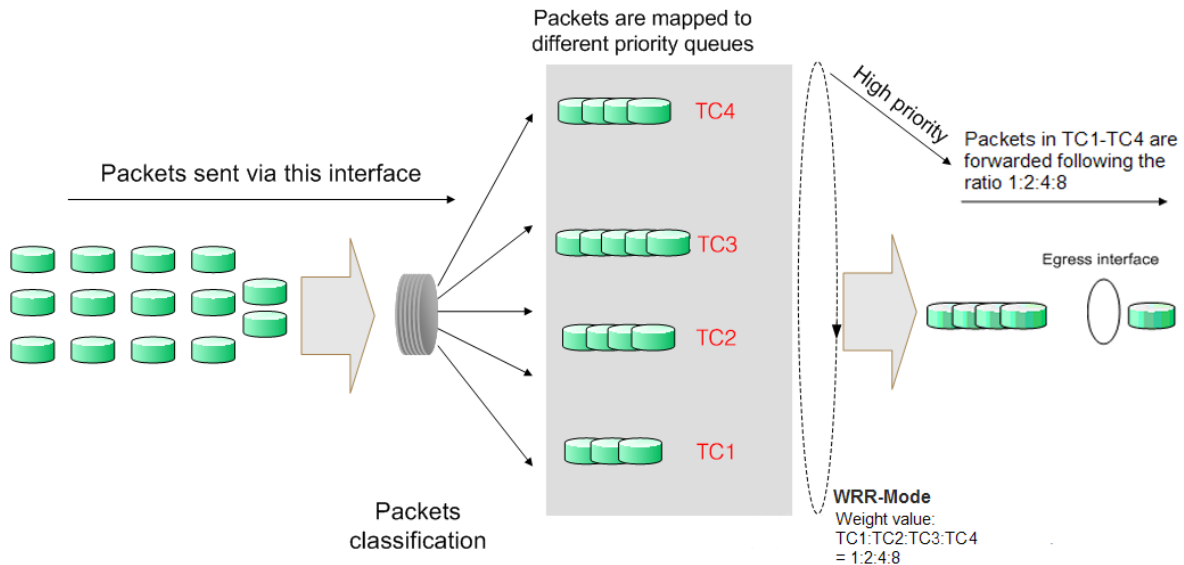 Packets are mapped to
different priority queues
High priority
Packets in TC1-TC4 are
forwarded following the
ratio 1:2:4:8
Packets sent via this interface
TC4
TC3
TC2
TC1
Egress interface
Packets
classification
WRR-Mode
Weight value:
TC1:TC2:TC3:TC4
= 1:2:4:8